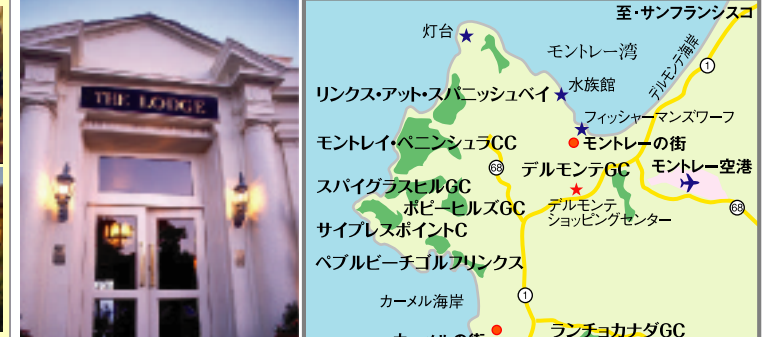 THE LODGE
至・サンフランシスコ
灯台
モントレー湾
デルモンテ海岸
1
水族館
リンクス・アット・スパニッシュベイ
フィッシャーマンズワーフ
モントレイ・ペニンシュラCC
モントレーの街
68
デルモンテGC
モントレー空港
スパイグラスヒルGC
ポピーヒルズGC
デルモンテ
ショッピングセンター
68
サイプレスポイントC
ペブルビーチゴルフリンクス
1
カーメル海岸
ランチョカナダGC